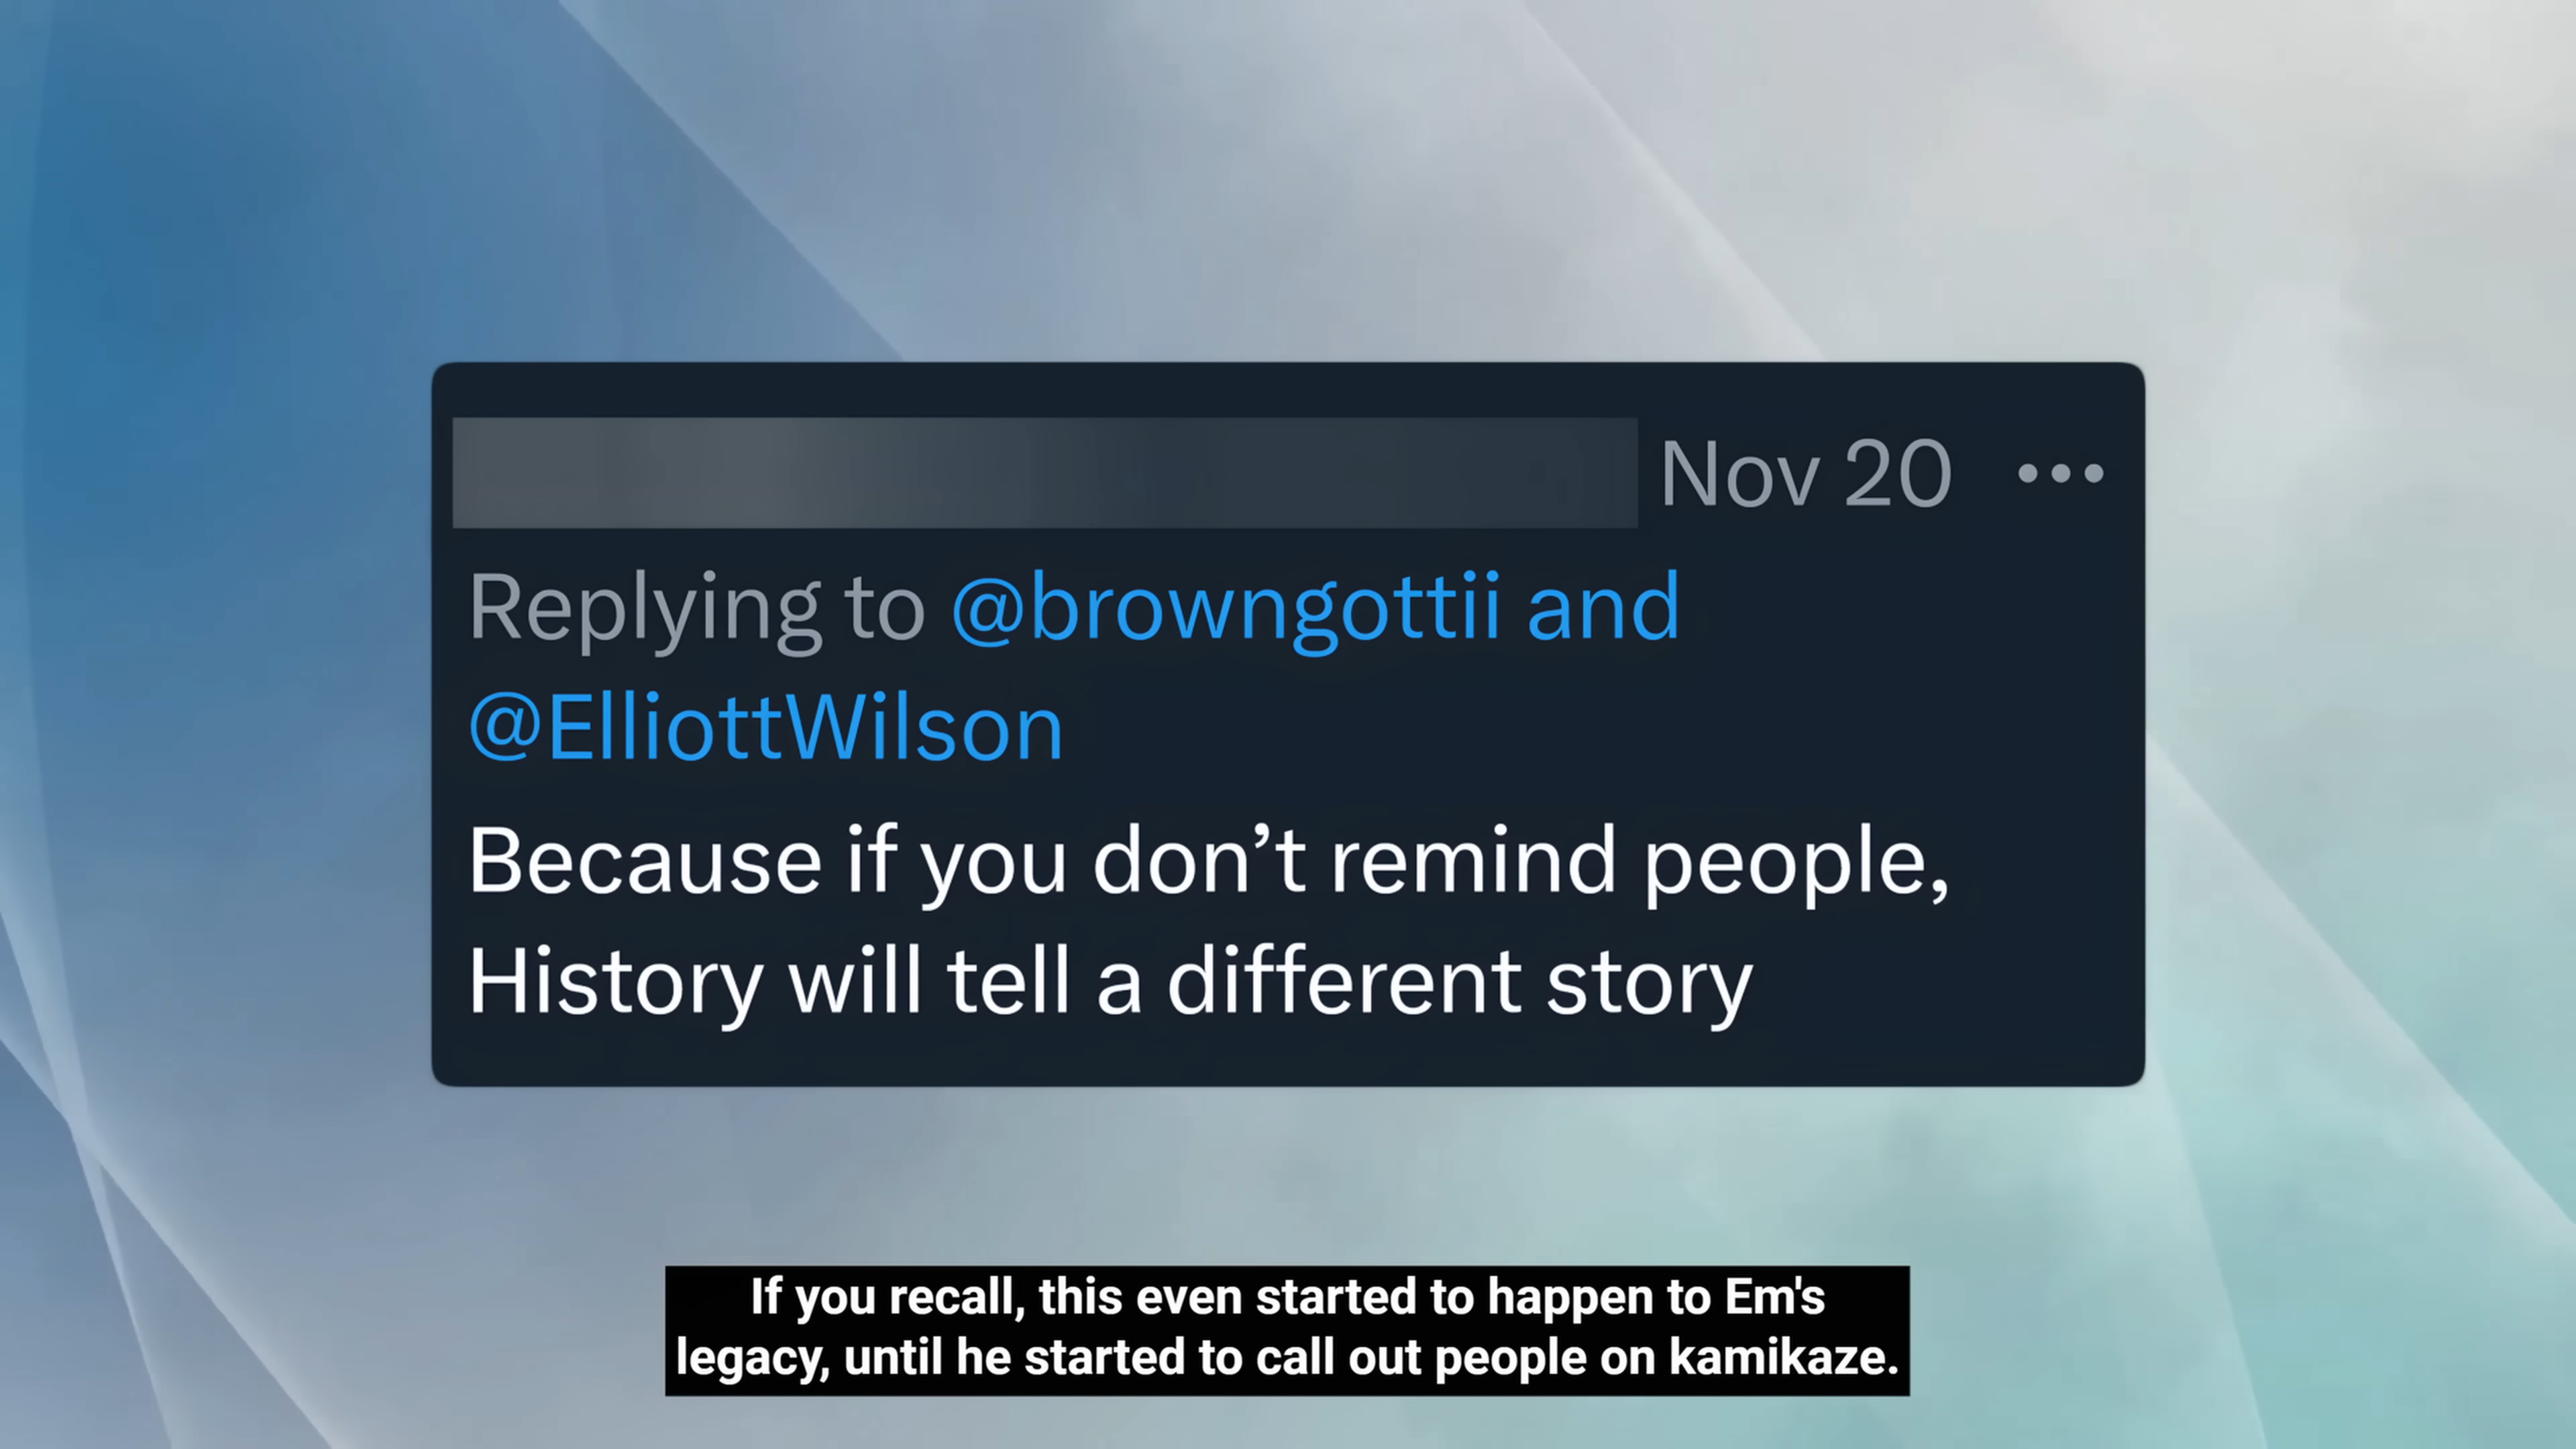 Nov 20 •••
Replying to @browngottii and
@ElliottWilson
Because if you don’t remind people,
History will tell a different story
If you recall, this even started to happen to Em's
legacy, until he started to call out people on kamikaze.